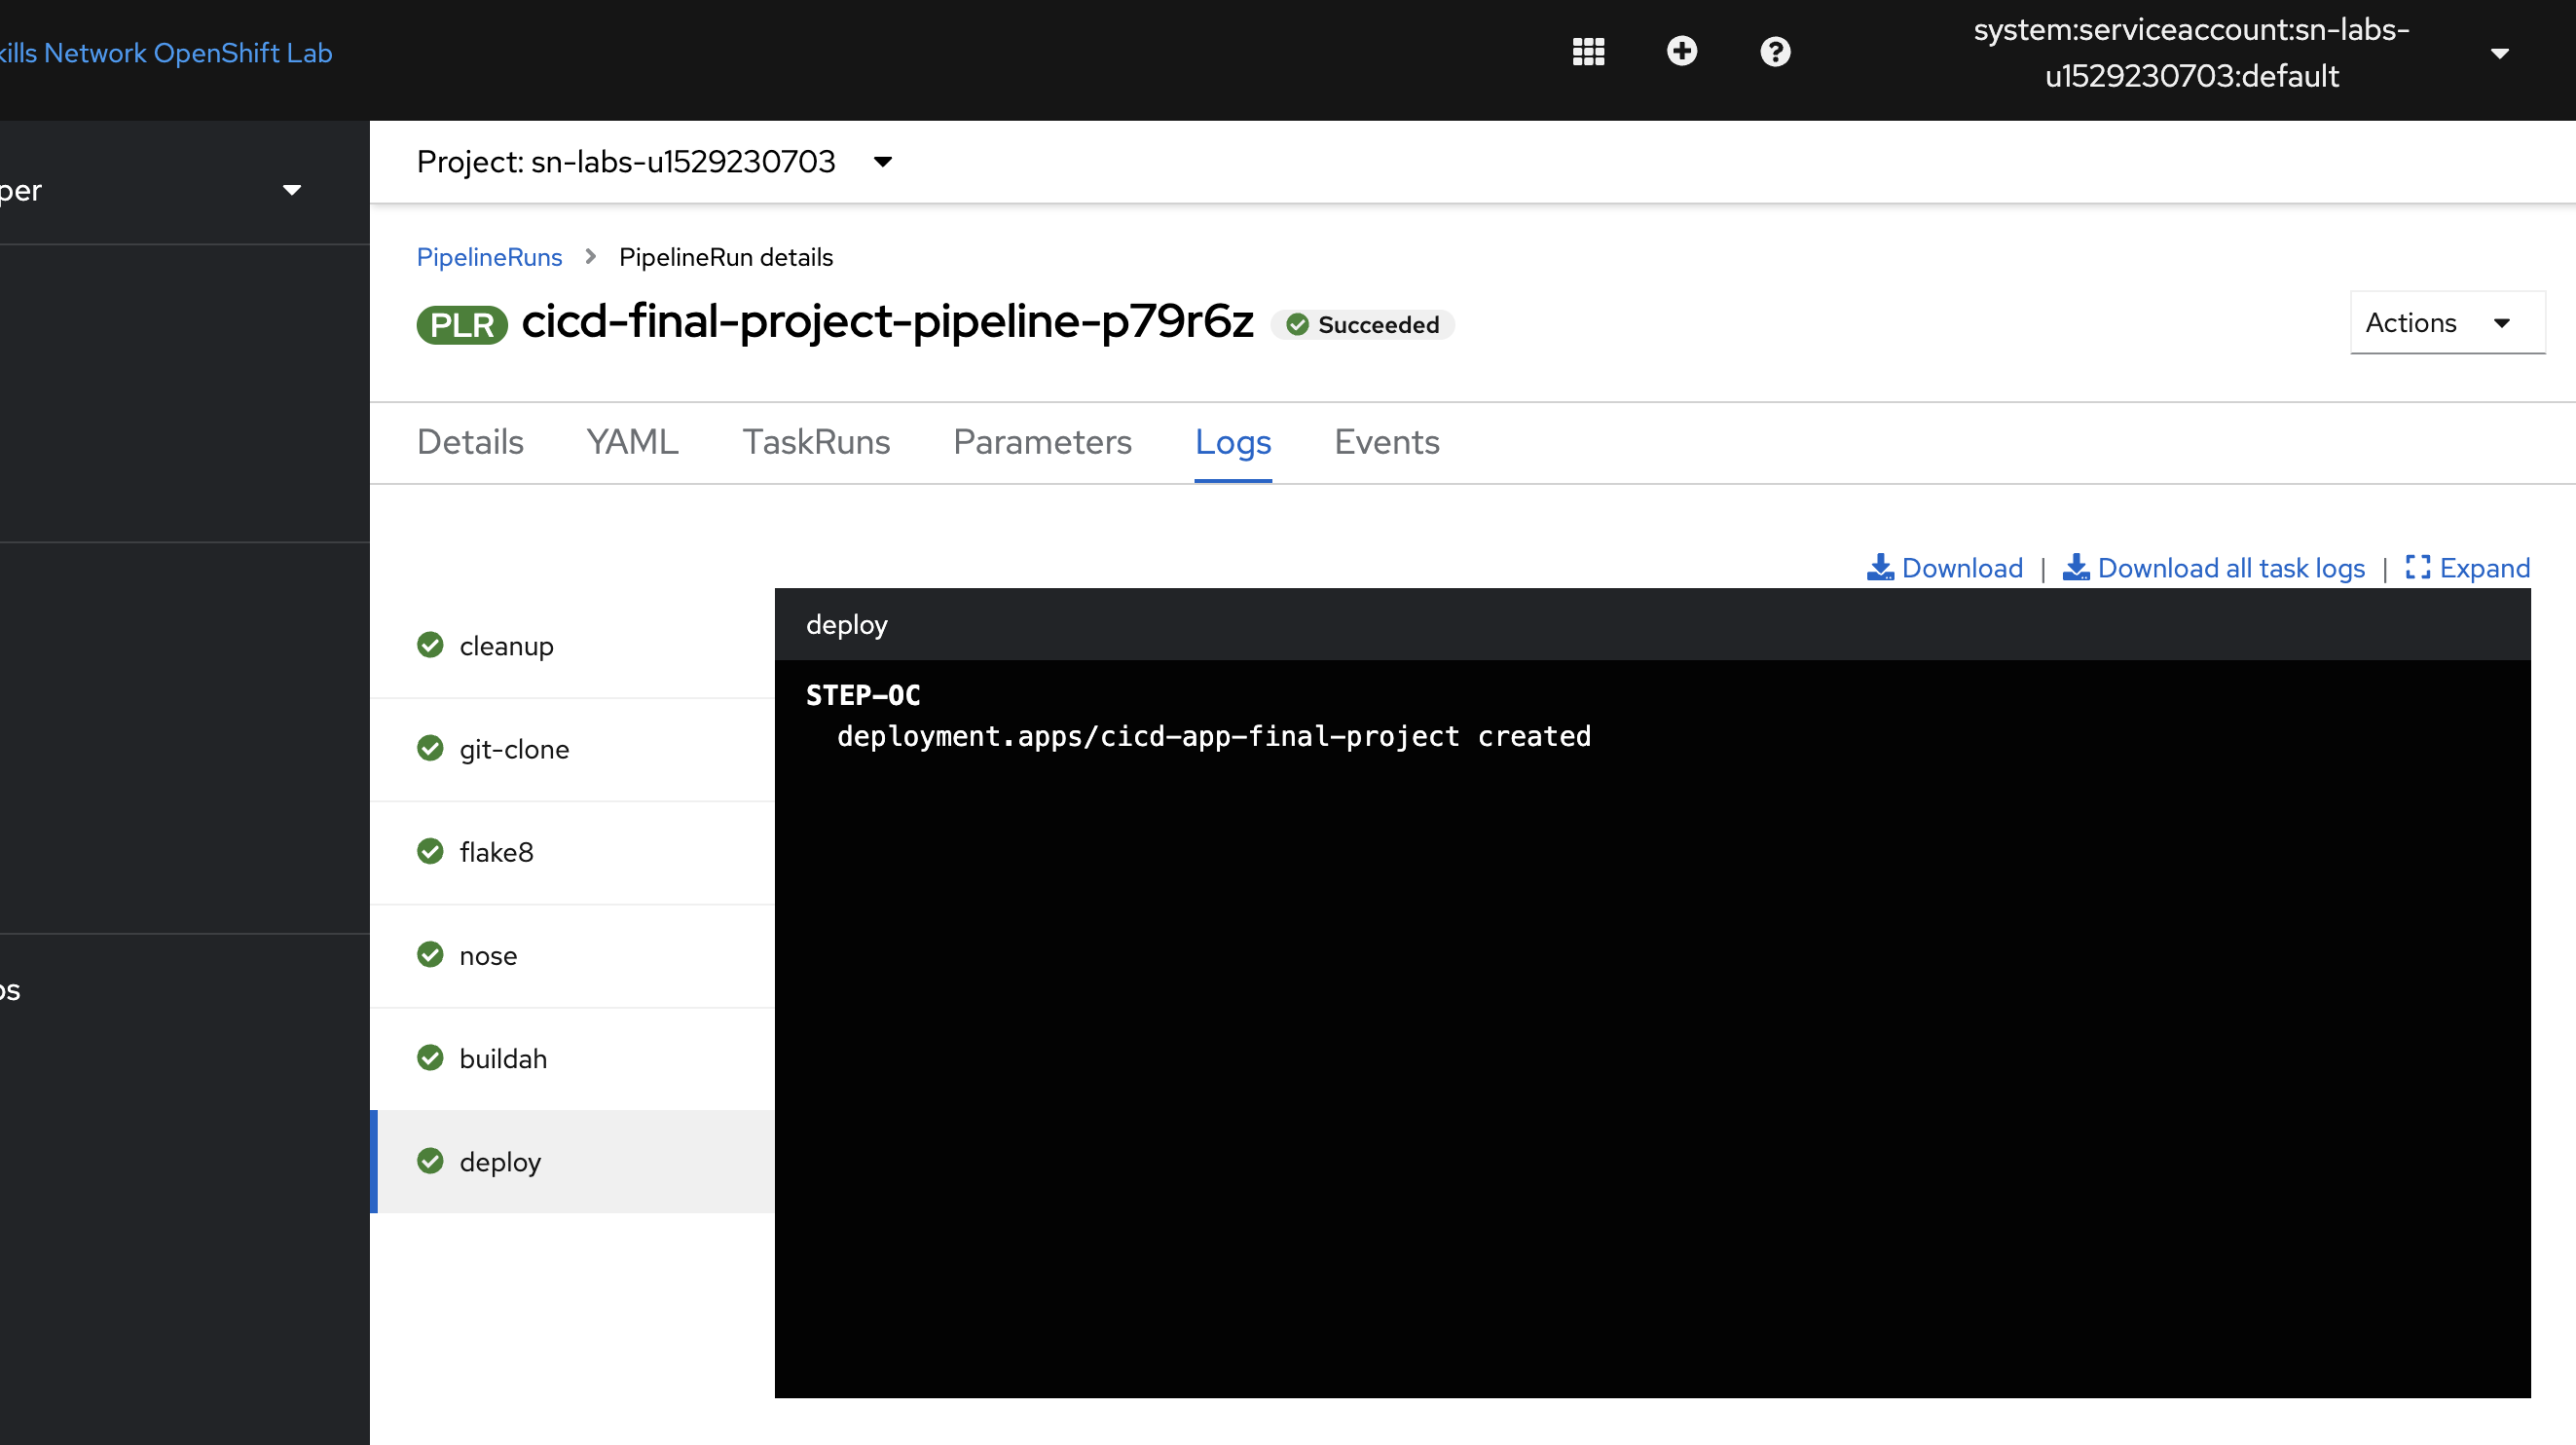 kills Network OpenShift Lab
system:serviceaccount:sn-labs-
u1529230703:default
per
Project: sn-labs-u1529230703
PipelineRuns
PipelineRun details
PLR cicd-final-project-pipeline-p79r6z Succeeded
Actions
Details YAML TaskRuns Parameters Logs Events
Download | Download all task logs | Expand
cleanup
git-clone
flake8
nose
buildah
deploy
deploy
STEP-OC
deployment.apps/cicd-app-final-project created
os